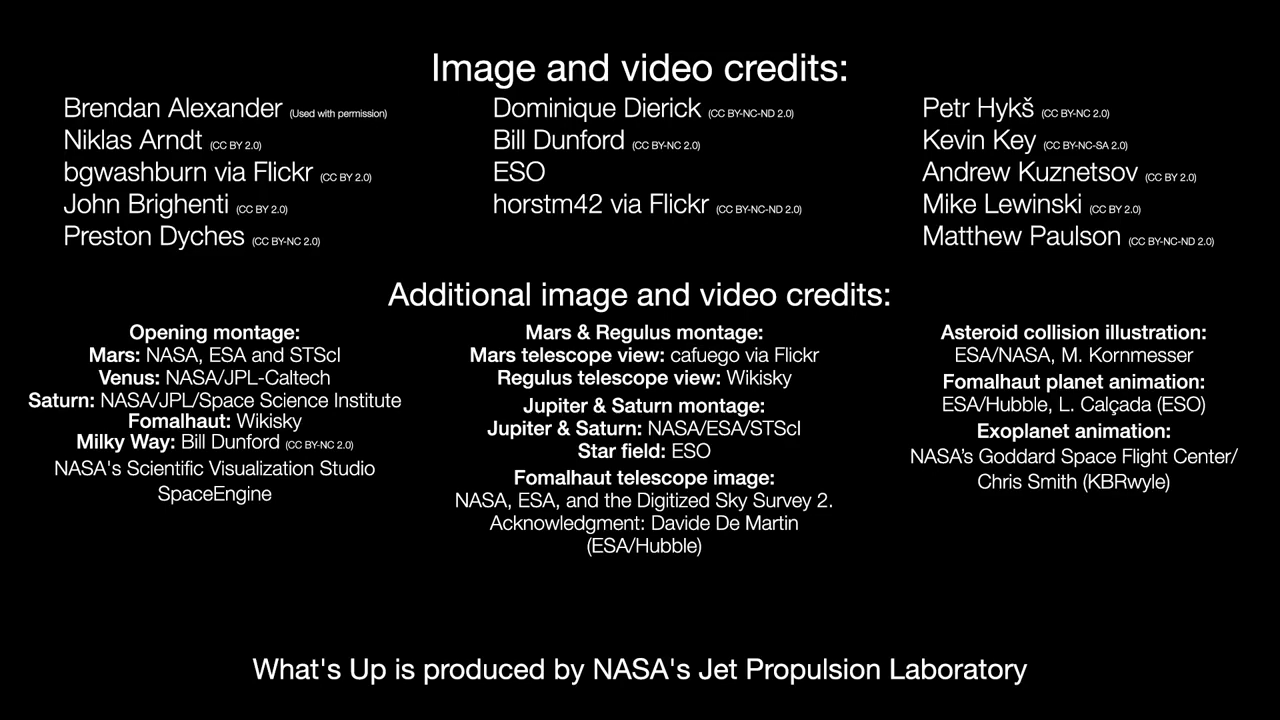 Image and video credits:
Brendan Alexander (Used with permission)
Niklas Arndt (CC BY 2.0)
bgwashburn via Flickr (CC BY 2.0)
John Brighenti (CC BY 2.0)
Preston Dyches (CC BY-NC 2.0)
Dominique Dierick (CC BY-NC-ND 2.0)
Bill Dunford (CC BY-NC 2.0)
ESO
horstm42 via Flickr (CC BY-NC-ND 2.0)
Petr Hykš (CC BY-NC 2.0)
Kevin Key (CC BY-NC-SA 2.0)
Andrew Kuznetsov (CC BY 2.0)
Mike Lewinski (CC BY 2.0)
Matthew Paulson (CC BY-NC-ND 2.0)
Additional image and video credits:
Opening montage:
Mars: NASA, ESA and STScI
Venus: NASA/JPL-Caltech
Saturn: NASA/JPL/Space Science Institute
Fomalhaut: Wikisky
Milky Way: Bill Dunford (CC BY-NC 2.0)
NASA's Scientific Visualization Studio
SpaceEngine
Mars & Regulus montage:
Mars telescope view: cafuego via Flickr
Regulus telescope view: Wikisky
Jupiter & Saturn montage:
Jupiter & Saturn: NASA/ESA/STScI
Star field: ESO
Fomalhaut telescope image:
NASA, ESA, and the Digitized Sky Survey 2.
Acknowledgment: Davide De Martin
(ESA/Hubble)
Asteroid collision illustration:
ESA/NASA, M. Kornmesser
Fomalhaut planet animation:
ESA/Hubble, L. Calçada (ESO)
Exoplanet animation:
NASA’s Goddard Space Flight Center/
Chris Smith (KBRwyle)
What's Up is produced by NASA's Jet Propulsion Laboratory